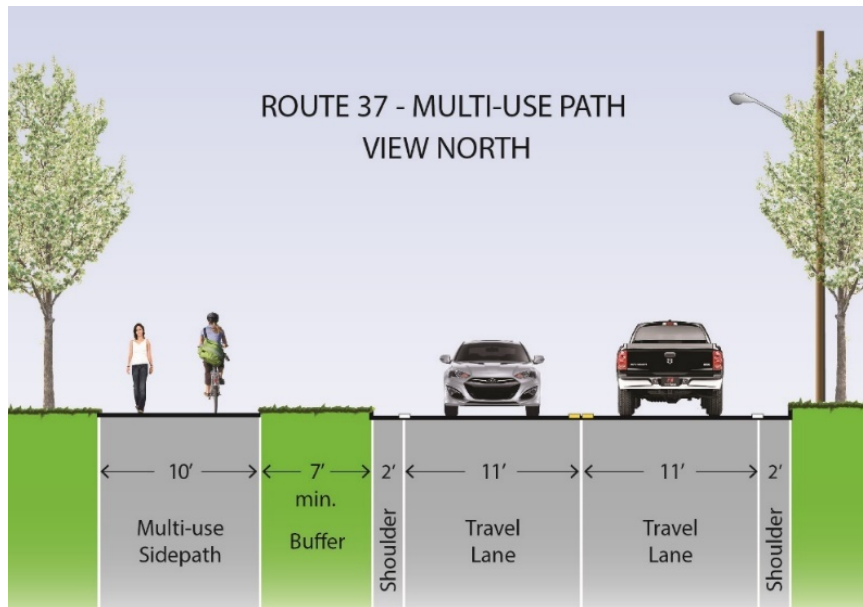 ROUTE 37 - MULTI-USE PATH
VIEW NORTH
10'
7'
min.
2'
11'
11'
2'
Multi-use
Sidepath
Buffer
Shoulder
Travel
Lane
Travel
Lane
Shoulder